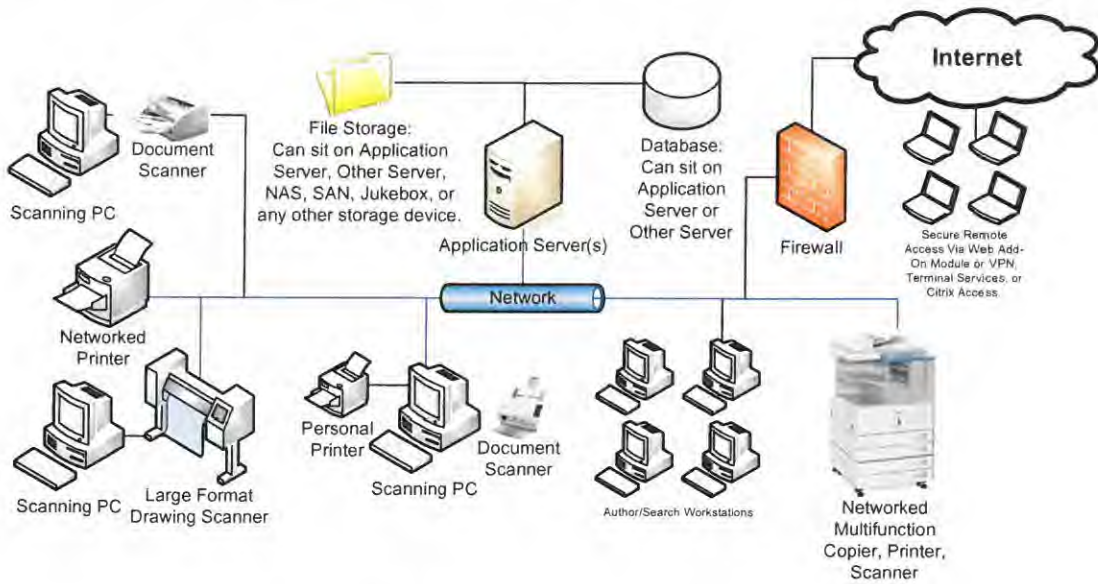 Internet
File Storage:
Can sit on Application
Server, Other Server,
NAS, SAN, Jukebox, or
any other storage device.
Database:
Can sit on
Application
Server or
Other Server
Document
Scanner
Scanning PC
Application Server(s)
Firewall
Secure Remote
Access Via Web Add-
On Module or VPN,
Terminal Services, or
Citrix Access.
Network
Networked
Printer
Scanning PC
Large Format
Drawing Scanner
Personal
Printer
Scanning PC
Document
Scanner
Author/Search Workstations
Networked
Multifunction
Copier, Printer,
Scanner